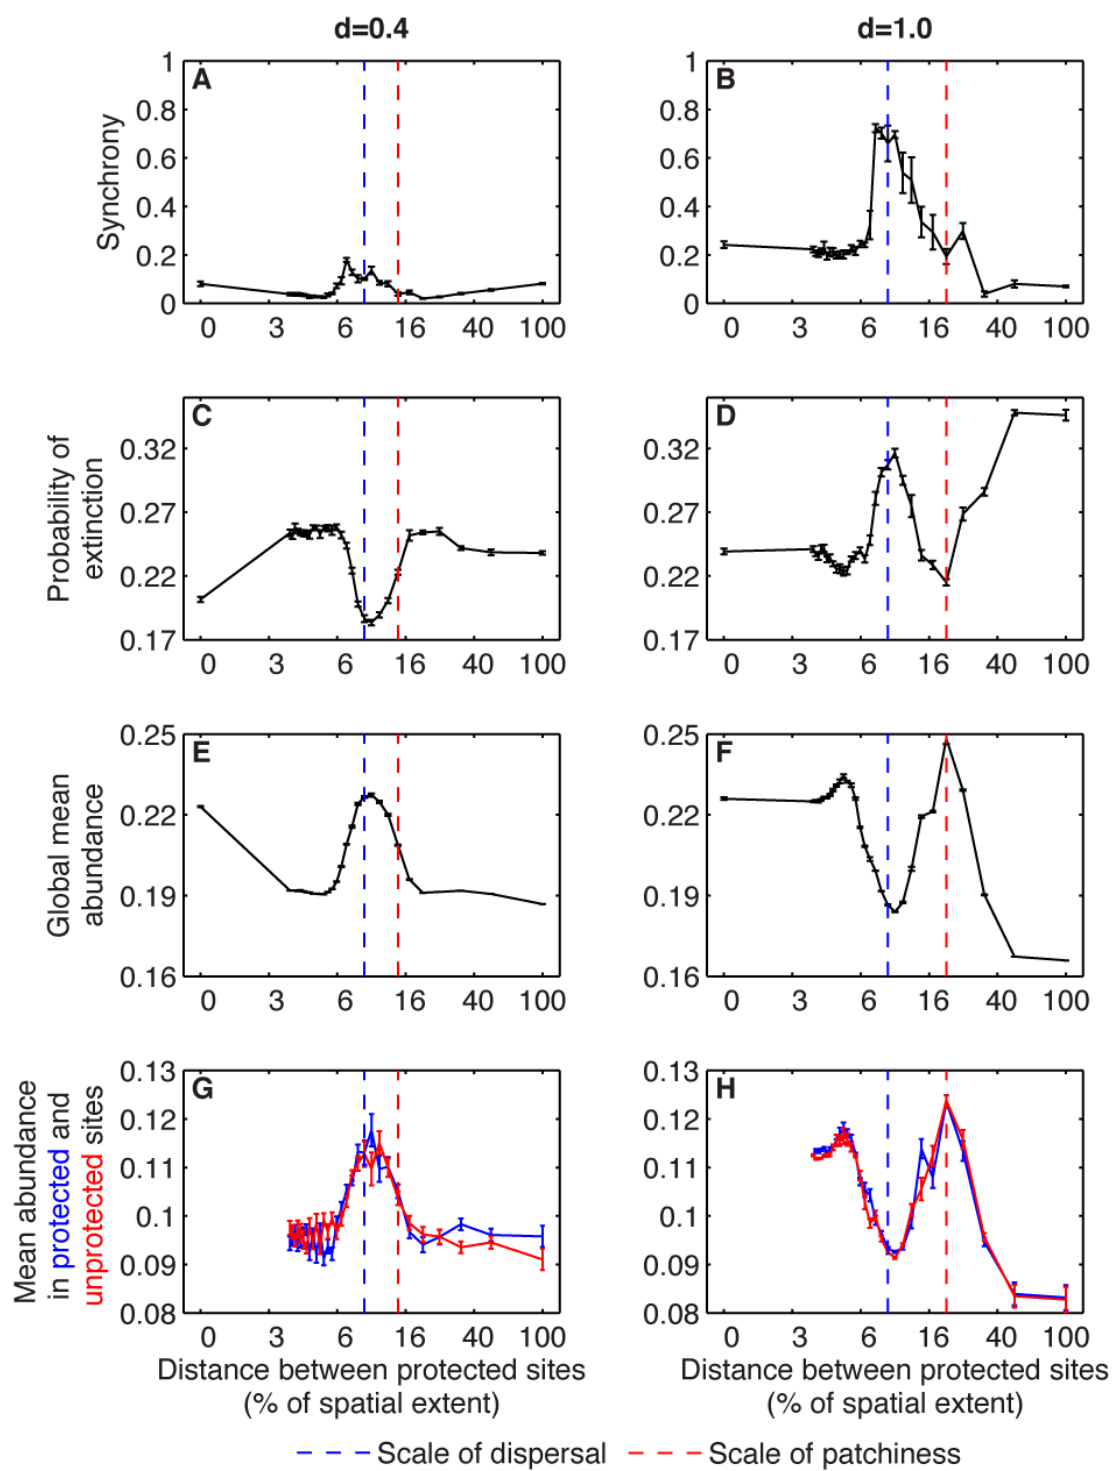 d=0.4 d=1.0
A
B
Synchrony
1 0.8 0.6 0.4 0.2 0
0 3 6 16 40 100
1 0.8 0.6 0.4 0.2 0
0 3 6 16 40 100
C
D
Probability of
extinction
0.32 0.27 0.22 0.17
0 3 6 16 40 100
0.32 0.27 0.22 0.17
0 3 6 16 40 100
E
F
Global mean
abundance
0.25 0.22 0.19 0.16
0 3 6 16 40 100
0.25 0.22 0.19 0.16
0 3 6 16 40 100
G
H
Mean abundance
in protected and
unprotected sites
0.13 0.12 0.11 0.1 0.09 0.08
0 3 6 16 40 100
0.13 0.12 0.11 0.1 0.09 0.08
0 3 6 16 40 100
Distance between protected sites
(% of spatial extent)
Distance between protected sites
(% of spatial extent)
Scale of dispersal Scale of patchiness